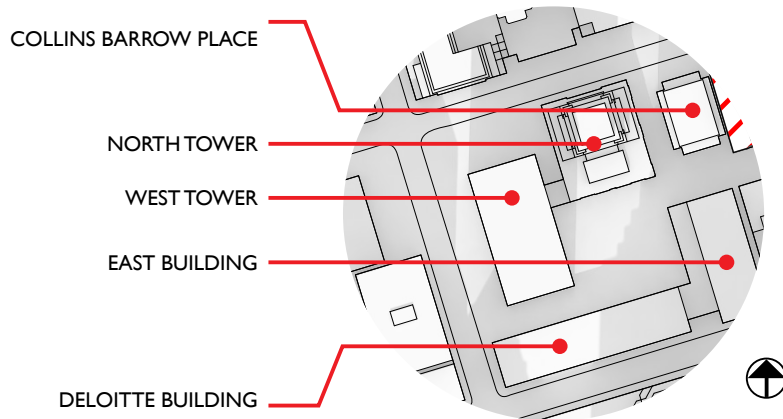 COLLINS BARROW PLACE
NORTH TOWER
WEST TOWER
EAST BUILDING
DELOITTE BUILDING